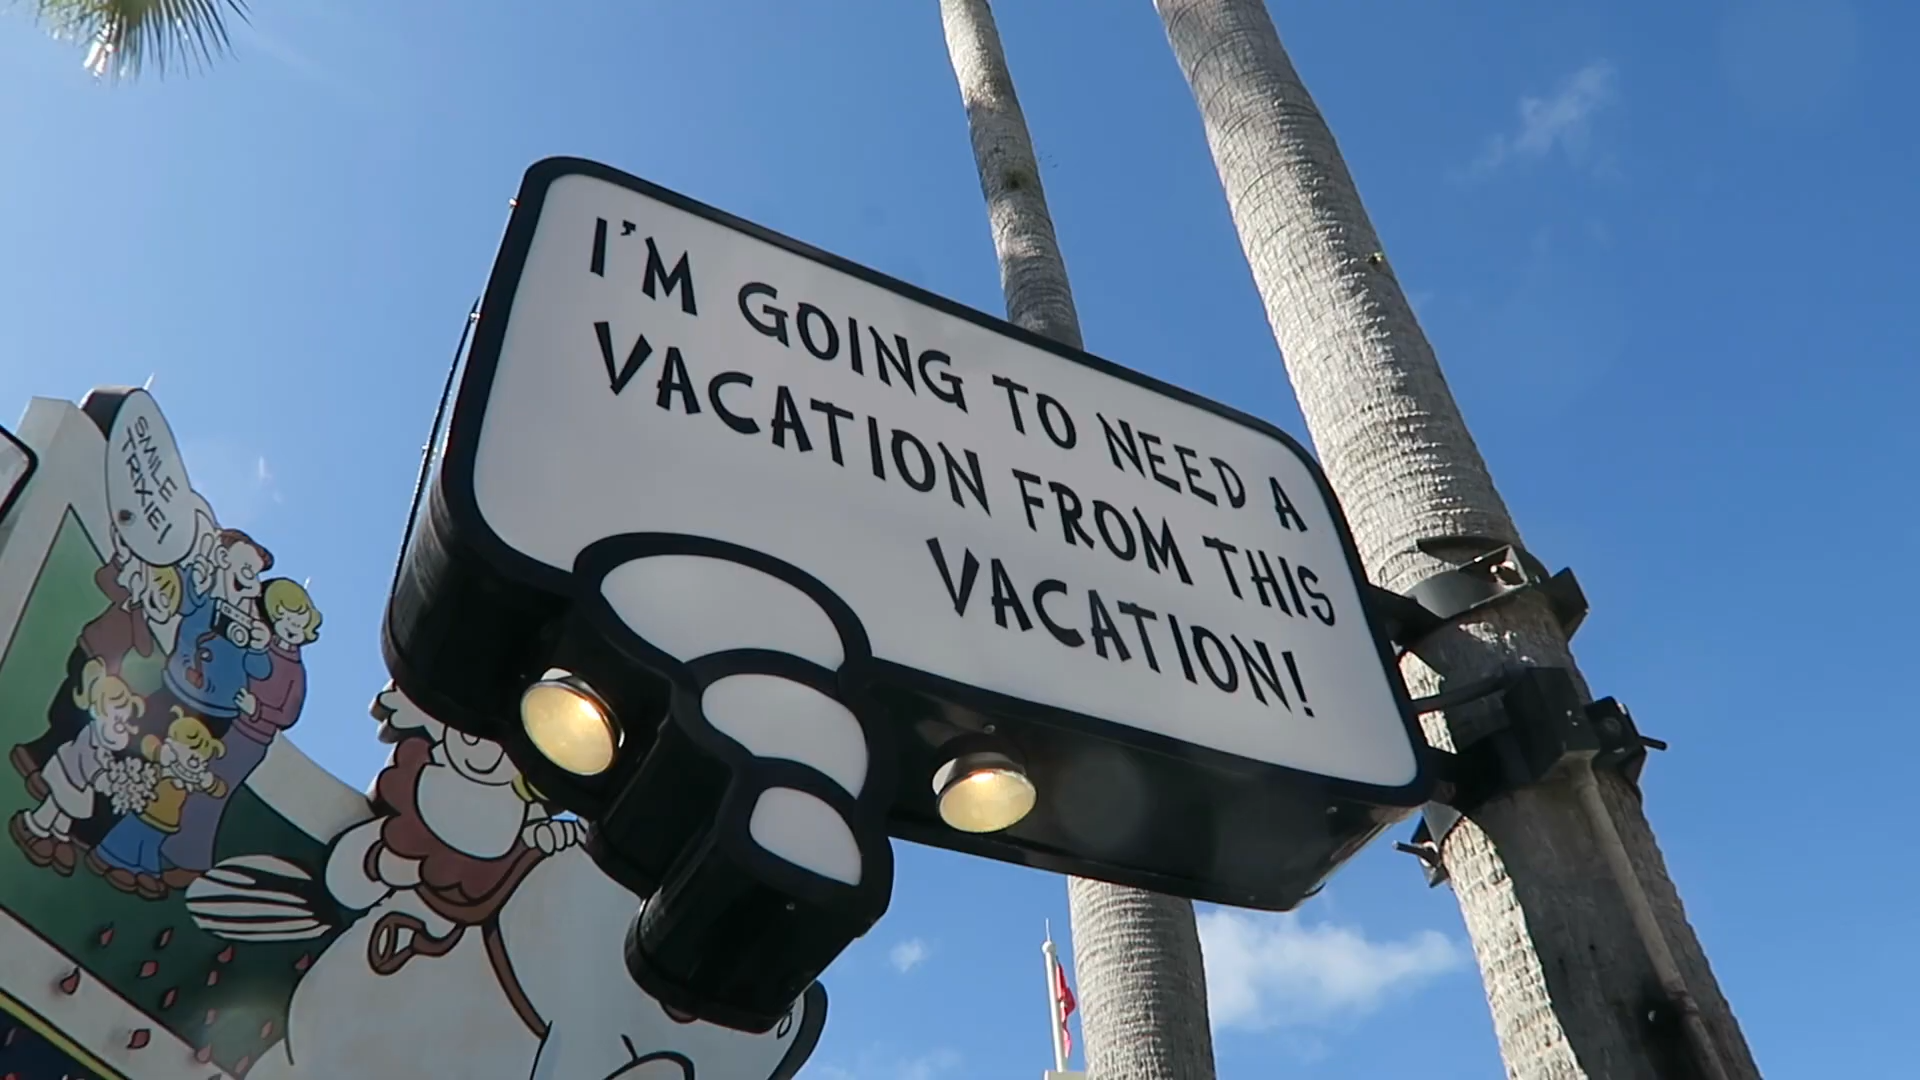 I'M GOING TO NEED A
VACATION FROM THIS
VACATION!
SMILE
TRIXIE!